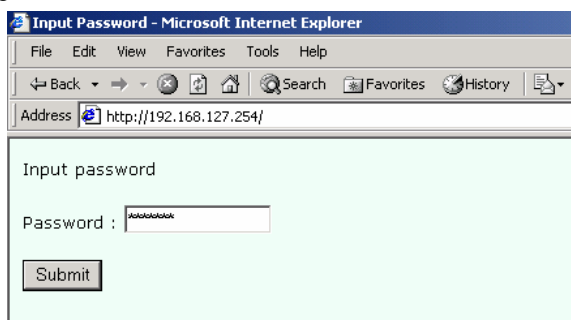 Input Password - Microsoft Internet Explorer
File Edit View Favorites Tools Help
Back Search Favorites History
Address http://192.168.127.254/
Input password
Password : ********
Submit